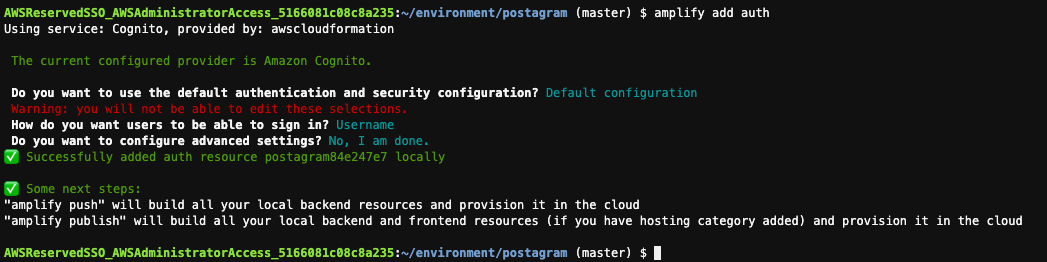 AWSReservedSSO_AWSAdministratorAccess_5166081c08c8a235:~/environment/postagram (master) $ amplify add auth
Using service: Cognito, provided by: awscloudformation
The current configured provider is Amazon Cognito.
Do you want to use the default authentication and security configuration? Default configuration
Warning: you will not be able to edit these selections.
How do you want users to be able to sign in? Username
Do you want to configure advanced settings? No, I am done.
✅ Successfully added auth resource postagram84e247e7 locally
✅ Some next steps:
"amplify push" will build all your local backend resources and provision it in the cloud
"amplify publish" will build all your local backend and frontend resources (if you have hosting category added) and provision it in the cloud
AWSReservedSSO_AWSAdministratorAccess_5166081c08c8a235:~/environment/postagram (master) $